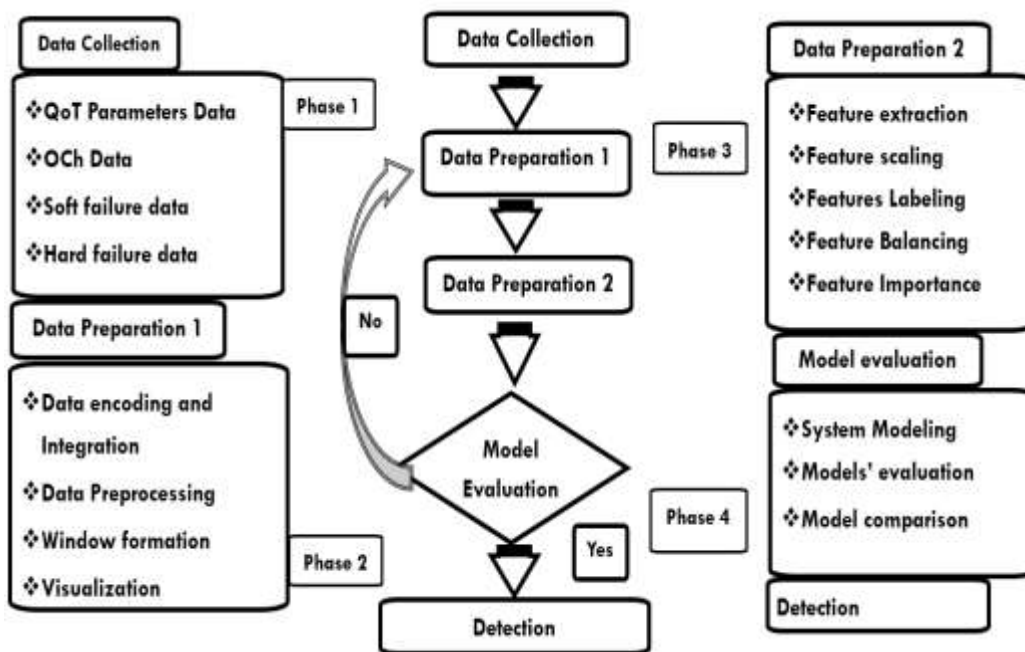 Data Collection
❖QoT Parameters Data
❖OCh Data
❖Soft failure data
❖Hard failure data
Phase 1
Data Preparation 1
❖Data encoding and
Integration
❖Data Preprocessing
❖Window formation
❖Visualization
Phase 2
Data Collection
Data Preparation 1
Data Preparation 2
No
Model
Evaluation
Yes
Detection
Phase 3
Data Preparation 2
❖Feature extraction
❖Feature scaling
❖Features Labeling
❖Feature Balancing
❖Feature Importance
Phase 4
Model evaluation
❖System Modeling
❖Models' evaluation
❖Model comparison
Detection